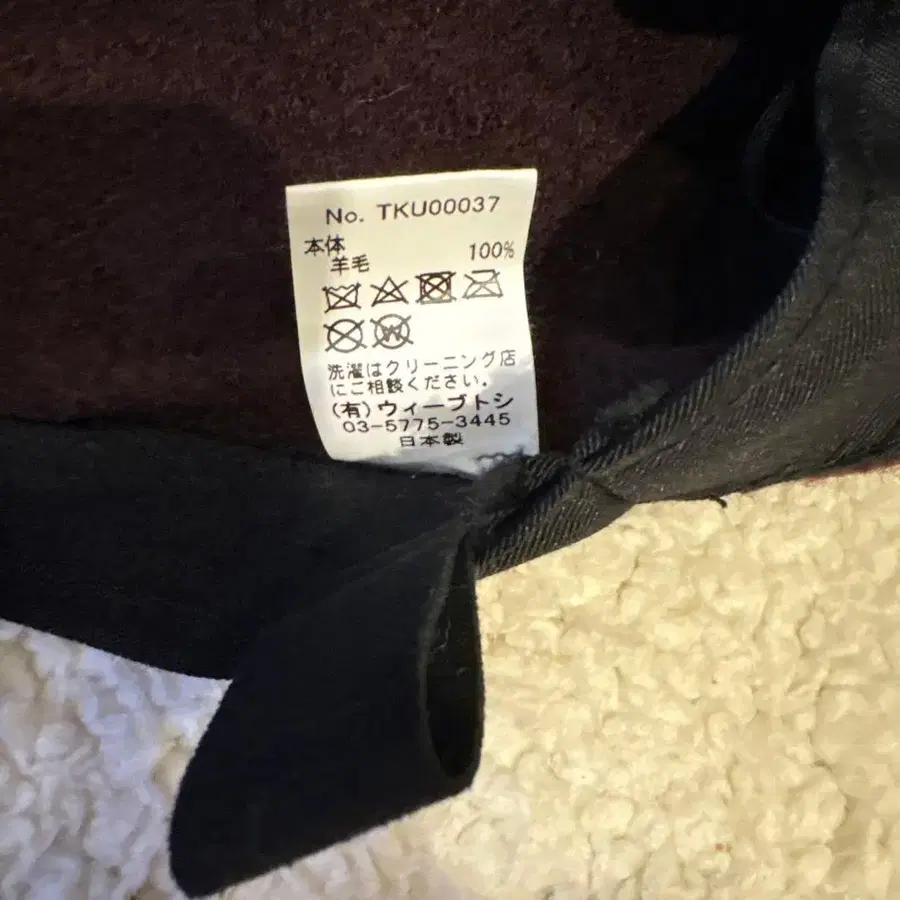 No. TKU00037
本体
羊毛 100%
W
洗濯はクリーニング店
にご相談ください。
(有)ウィーブトシ
03-5775-3445
日本製